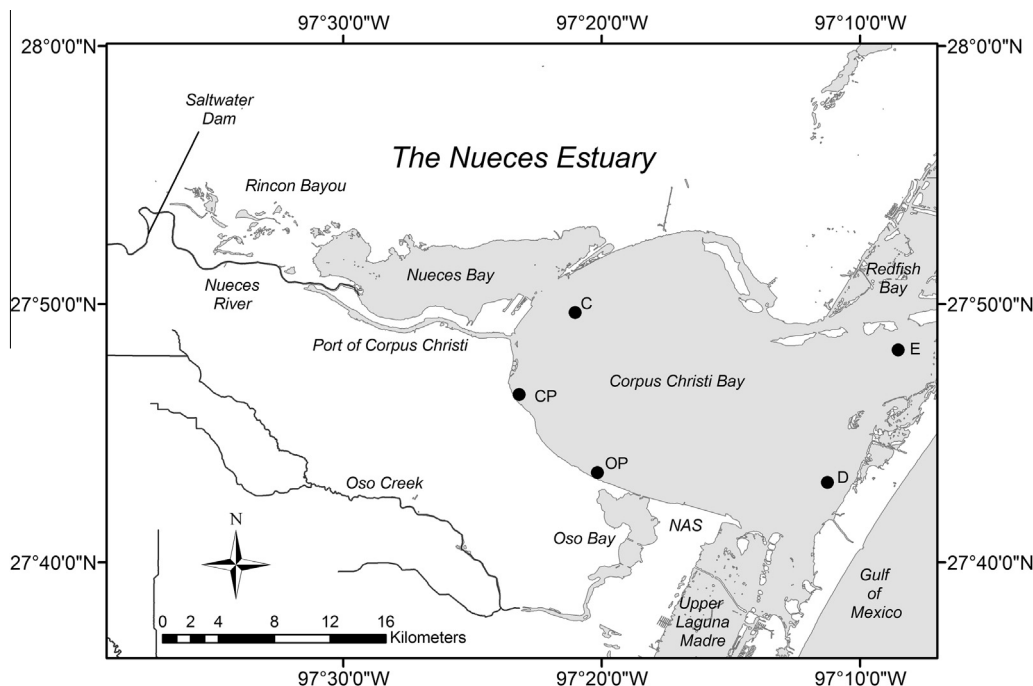 97°30'0"W 97°20'0"W 97°10'0"W
28°0'0"N 28°0'0"N
Saltwater
Dam
The Nueces Estuary
Rincon Bayou
Nueces Bay
Redfish
Bay
Nueces
River
27°50'0"N 27°50'0"N
C
Port of Corpus Christi
E
Corpus Christi Bay
CP
OP
D
Oso Creek
NAS
Oso Bay
N
27°40'0"N 27°40'0"N
Gulf
of
Mexico
Upper
Laguna
Madre
0 2 4 8 12 16
Kilometers
97°30'0"W 97°20'0"W 97°10'0"W